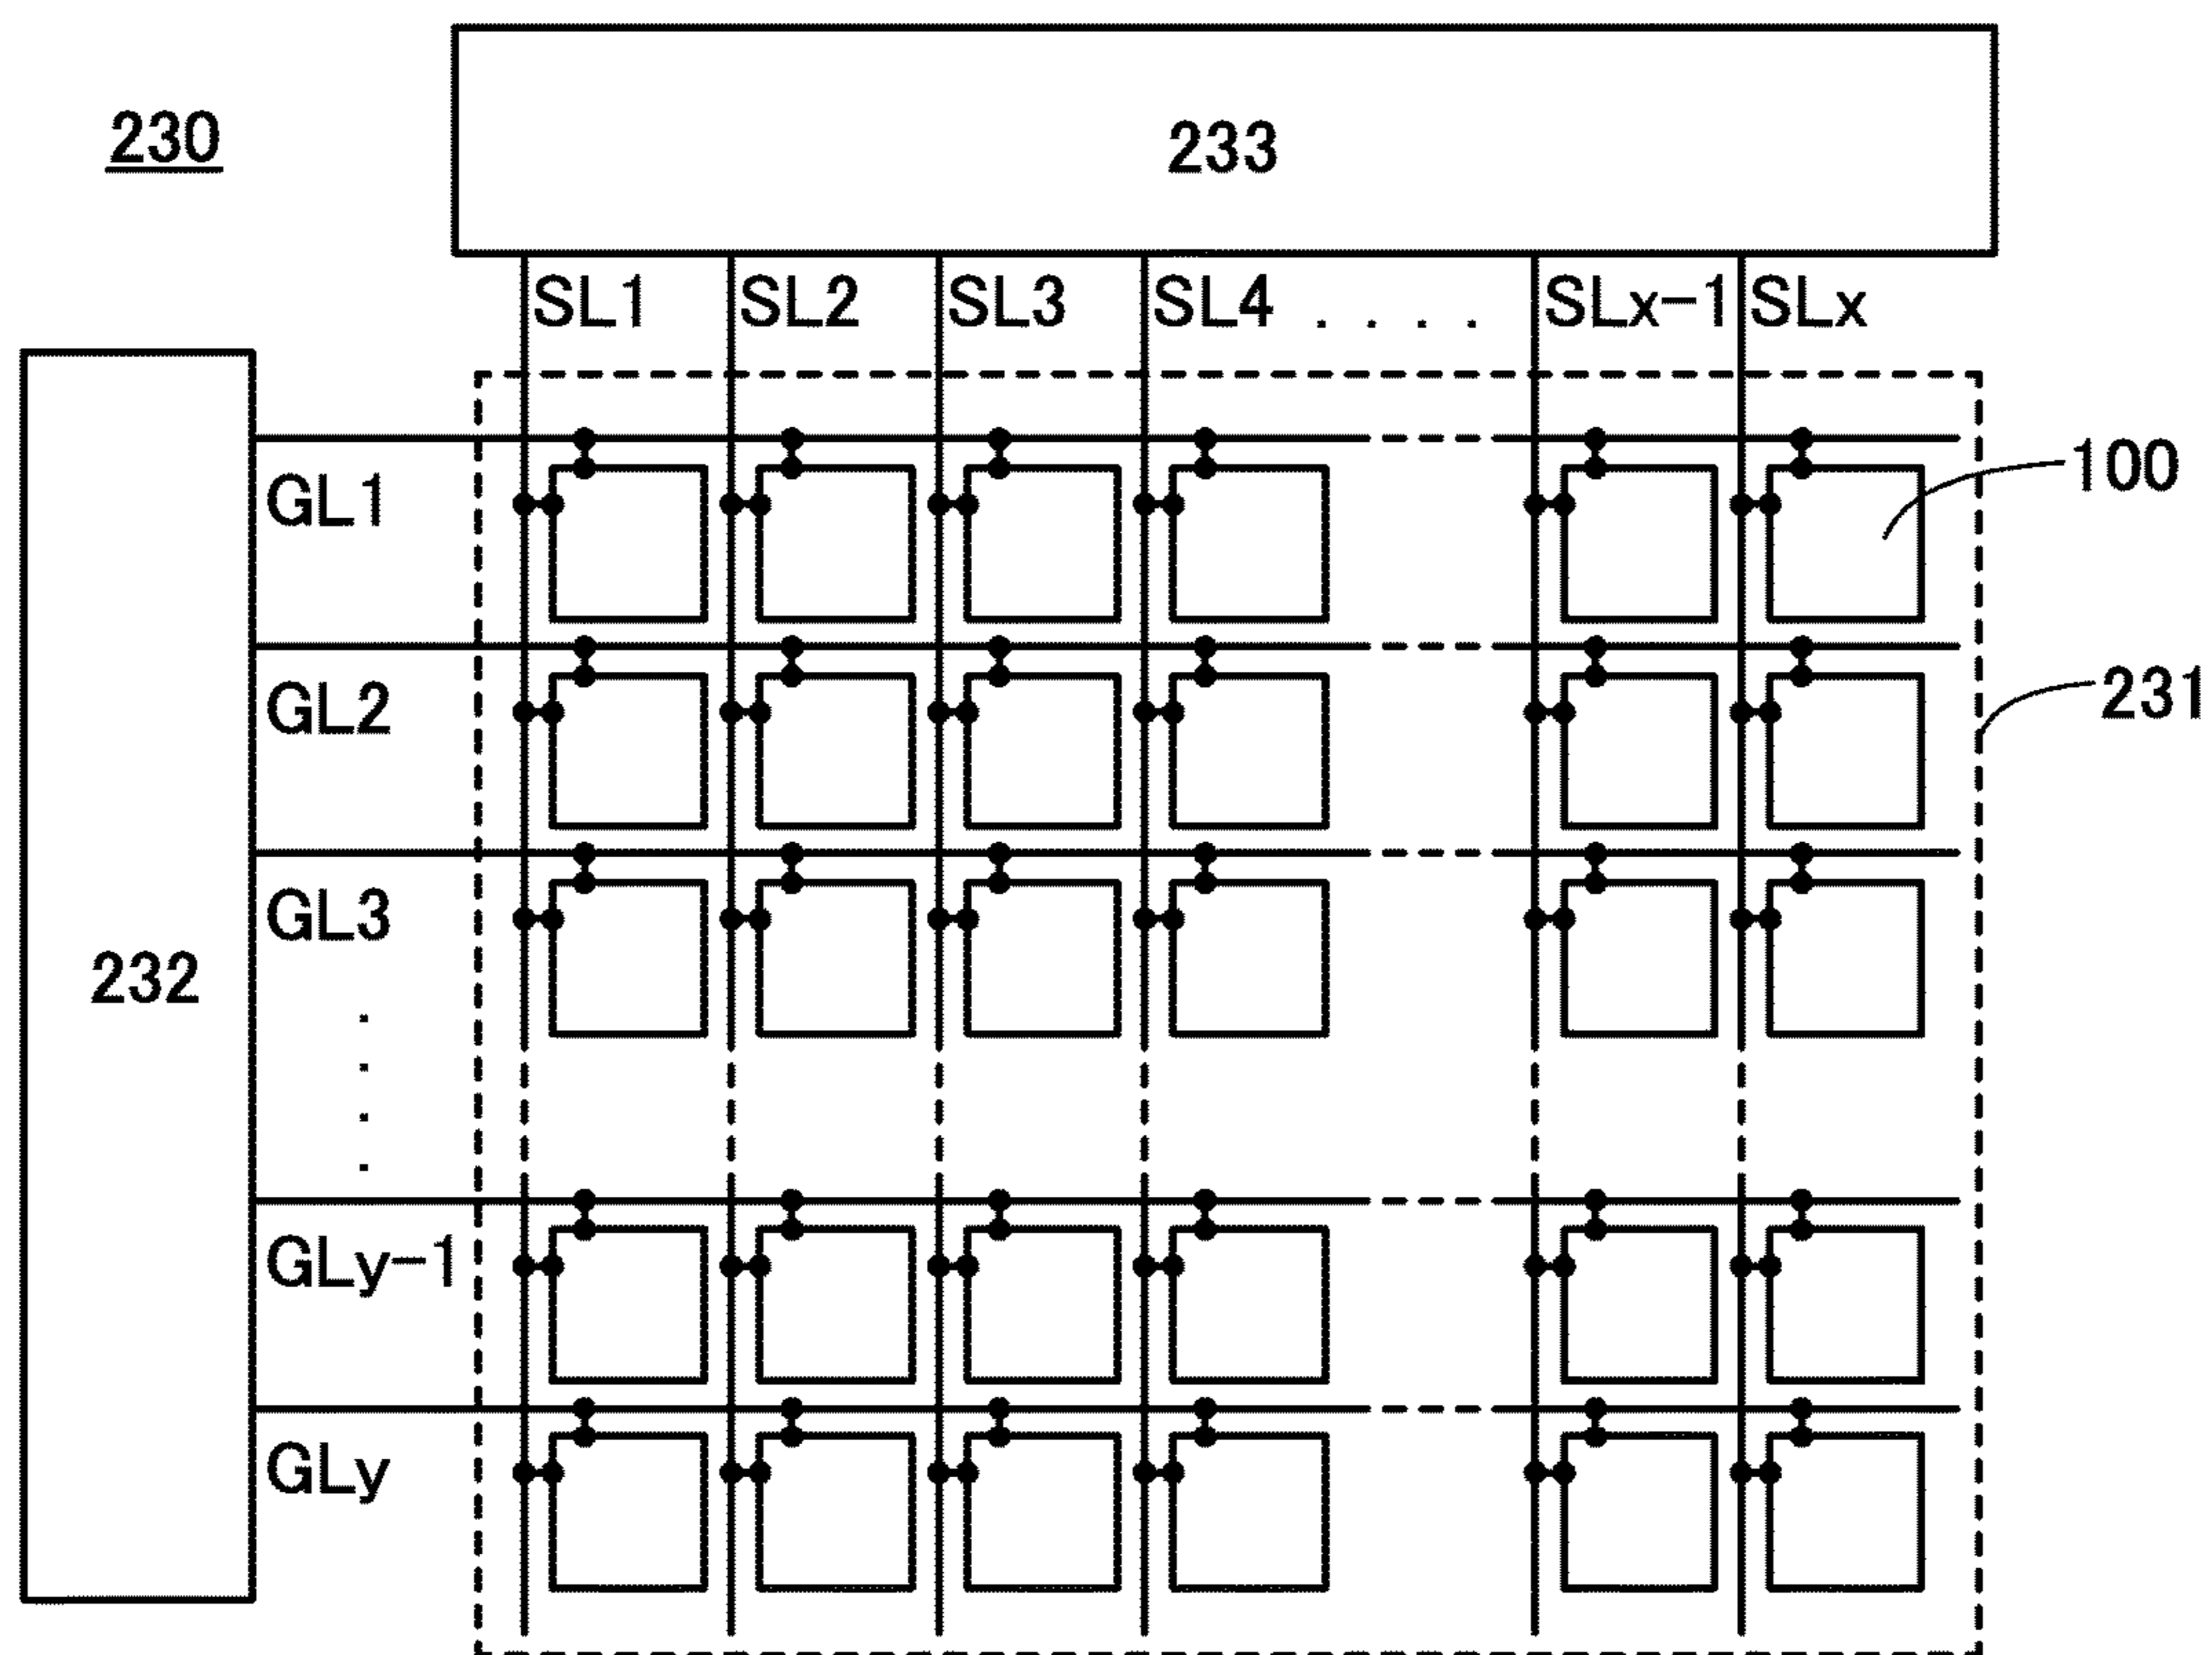 230
233
SL1 SL2 SL3 SL4 . . . . SLx-1 SLx
GL1
100
GL2
231
GL3
232
.
.
.
.
GLy-1
GLy